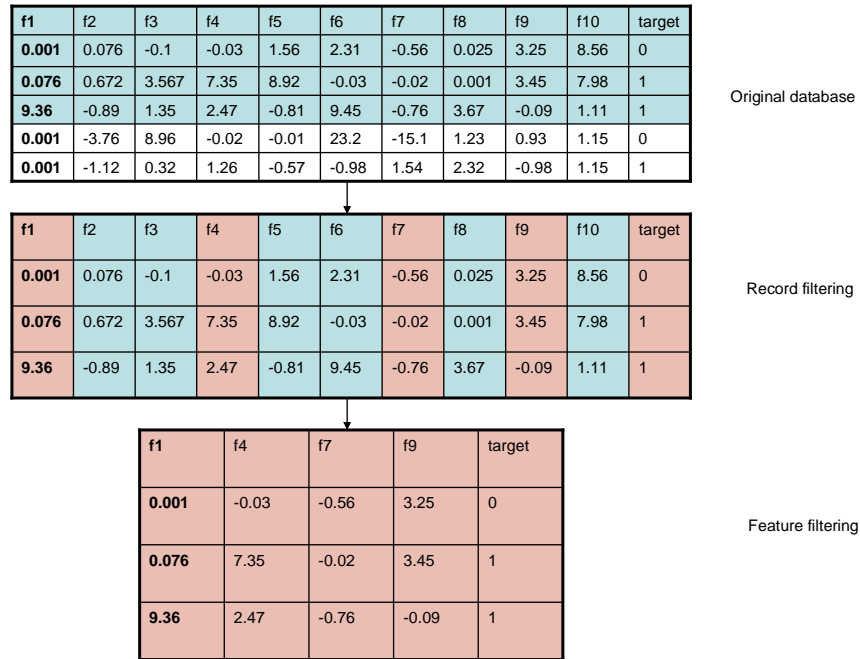 f1 f2 f3 f4 f5 f6 f7 f8 f9 f10 target
0.001 0.076 -0.1 -0.03 1.56 2.31 -0.56 0.025 3.25 8.56 0
0.076 0.672 3.567 7.35 8.92 -0.03 -0.02 0.001 3.45 7.98 1
9.36 -0.89 1.35 2.47 -0.81 9.45 -0.76 3.67 -0.09 1.11 1
0.001 -3.76 8.96 -0.02 -0.01 23.2 -15.1 1.23 0.93 1.15 0
0.001 -1.12 0.32 1.26 -0.57 -0.98 1.54 2.32 -0.98 1.15 1
Original database
f1 f2 f3 f4 f5 f6 f7 f8 f9 f10 target
0.001 0.076 -0.1 -0.03 1.56 2.31 -0.56 0.025 3.25 8.56 0
0.076 0.672 3.567 7.35 8.92 -0.03 -0.02 0.001 3.45 7.98 1
9.36 -0.89 1.35 2.47 -0.81 9.45 -0.76 3.67 -0.09 1.11 1
Record filtering
f1 f4 f7 f9 target
0.001 -0.03 -0.56 3.25 0
0.076 7.35 -0.02 3.45 1
9.36 2.47 -0.76 -0.09 1
Feature filtering